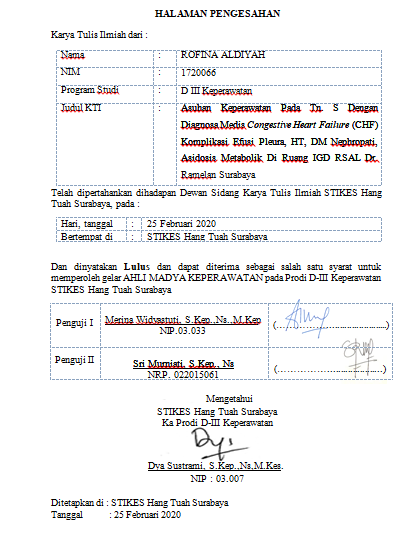 HALAMAN PENGESAHAN
Karya Tulis Ilmiah dari :
Nama : ROFINA ALDIYAH
NIM : 1720066
Program Studi : D III Keperawatan
Judul KTI : Asuhan Keperawatan Pada Tn. S Dengan
Diagnosa Medis Congestive Heart Failure (CHF)
Komplikasi Efusi Pleura, HT, DM Nephropati,
Asidosis Metabolik Di Ruang IGD RSAL Dr.
Ramelan Surabaya
Telah dipertahankan dihadapan Dewan Sidang Karya Tulis Ilmiah STIKES Hang
Tuah Surabaya, pada :
Hari, tanggal : 25 Februari 2020
Bertempat di : STIKES Hang Tuah Surabaya
Dan dinyatakan Lulus dan dapat diterima sebagai salah satu syarat untuk
memperoleh gelar AHLI MADYA KEPERAWATAN pada Prodi D-III Keperawatan
STIKES Hang Tuah Surabaya
Penguji I Merina Widyastuti, S.Kep.,Ns.,M.Kep (....................................)
NIP.03.033
Penguji II Sri Murniati, S.Kep., Ns (....................................)
NRP. 022015061
Mengetahui
STIKES Hang Tuah Surabaya
Ka Prodi D-III Keperawatan
Dya Sustrami, S.Kep.,Ns,M.Kes.
NIP : 03.007
Ditetapkan di : STIKES Hang Tuah Surabaya
Tanggal : 25 Februari 2020